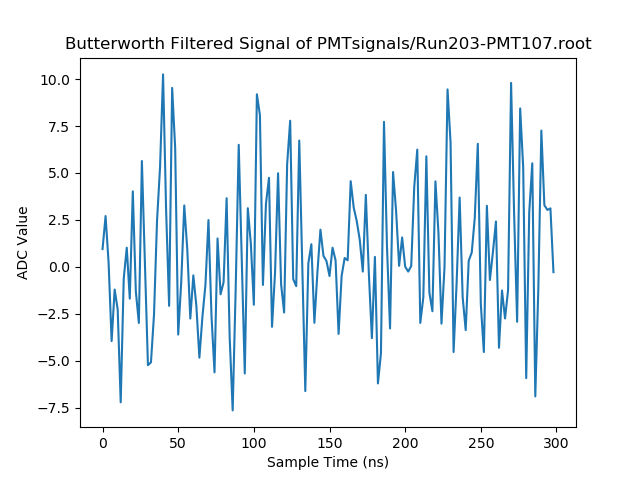 Butterworth Filtered Signal of PMTsignals/Run203-PMT107.root
10.0
7.5
5.0
2.5
0.0
−2.5
−5.0
−7.5
ADC Value
0 50 100 150 200 250 300
Sample Time (ns)